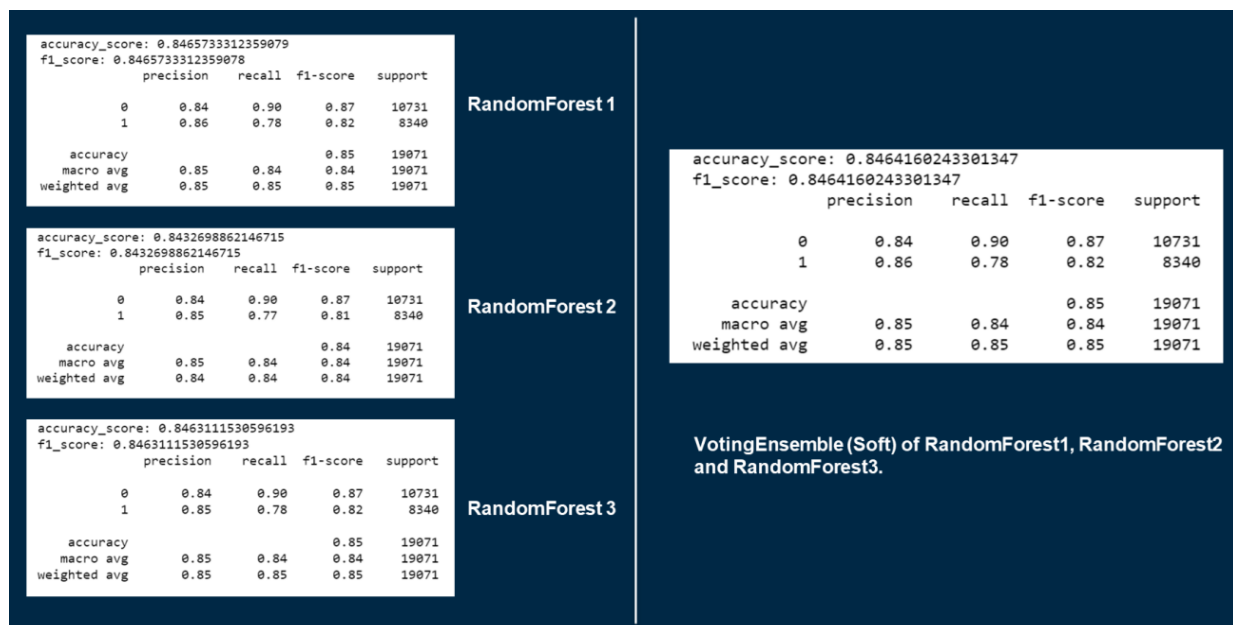 accuracy_score: 0.8465733312359079
f1_score: 0.8465733312359078
precision recall f1-score support
0 0.84 0.90 0.87 10731
1 0.86 0.78 0.82 8340
accuracy 0.85 19071
macro avg 0.85 0.84 0.84 19071
weighted avg 0.85 0.85 0.85 19071
RandomForest 1
accuracy_score: 0.8432698862146715
f1_score: 0.8432698862146715
precision recall f1-score support
0 0.84 0.90 0.87 10731
1 0.85 0.77 0.81 8340
accuracy 0.84 19071
macro avg 0.85 0.84 0.84 19071
weighted avg 0.84 0.84 0.84 19071
RandomForest 2
accuracy_score: 0.8463111530596193
f1_score: 0.8463111530596193
precision recall f1-score support
0 0.84 0.90 0.87 10731
1 0.85 0.78 0.82 8340
accuracy 0.85 19071
macro avg 0.85 0.84 0.84 19071
weighted avg 0.85 0.85 0.85 19071
RandomForest 3
accuracy_score: 0.8464160243301347
f1_score: 0.8464160243301347
precision recall f1-score support
0 0.84 0.90 0.87 10731
1 0.86 0.78 0.82 8340
accuracy 0.85 19071
macro avg 0.85 0.84 0.84 19071
weighted avg 0.85 0.85 0.85 19071
VotingEnsemble (Soft) of RandomForest1, RandomForest2
and RandomForest3.